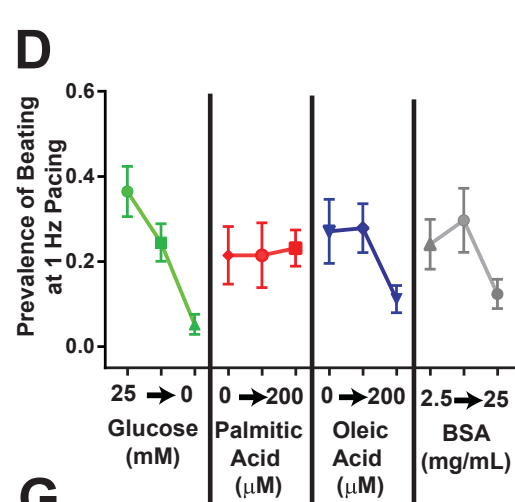 D
Prevalence of Beating
at 1 Hz Pacing
0.6
0.4
0.2
0.0
25 → 0
Glucose
(mM)
0 → 200
Palmitic
Acid
(μM)
0 → 200
Oleic
Acid
(μM)
2.5 → 25
BSA
(mg/mL)
G